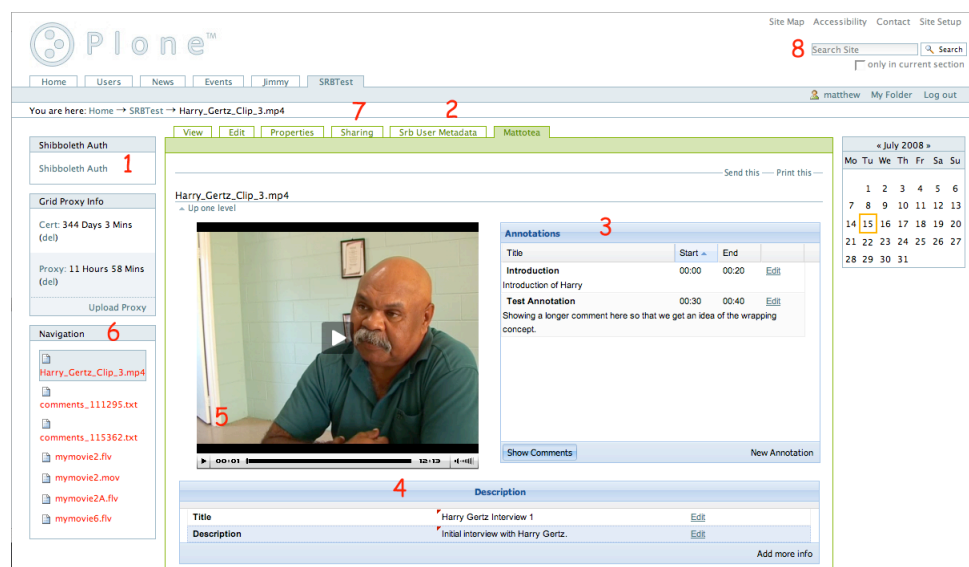 Site Map Accessibility Contact Site Setup
Plone™
8 Search Site Search
only in current section
Home Users News Events Jimmy SRBTest
matthew My Folder Log out
You are here: Home → SRBTest → Harry_Gertz_Clip_3.mp4
7 2
View Edit Properties Sharing Srb User Metadata Mattotea
Shibboleth Auth
Shibboleth Auth 1
Grid Proxy Info
Cert: 344 Days 3 Mins
(del)
Proxy: 11 Hours 58 Mins
(del)
Upload Proxy
Navigation 6
Harry_Gertz_Clip_3.mp4
comments_111295.txt
comments_115362.txt
mymovie2.flv
mymovie2.mov
mymovie2A.flv
mymovie6.flv
Send this — Print this
Harry_Gertz_Clip_3.mp4
Up one level
5
00:01 12:13
Annotations 3
Title Start End
Introduction 00:00 00:20 Edit
Introduction of Harry
Test Annotation 00:30 00:40 Edit
Showing a longer comment here so that we get an idea of the wrapping
concept.
Show Comments New Annotation
4 Description
Title Harry Gertz Interview 1 Edit
Description Initial interview with Harry Gertz. Edit
Add more info
« July 2008 »
Mo Tu We Th Fr Sa Su
1 2 3 4 5 6
7 8 9 10 11 12 13
14 15 16 17 18 19 20
21 22 23 24 25 26 27
28 29 30 31